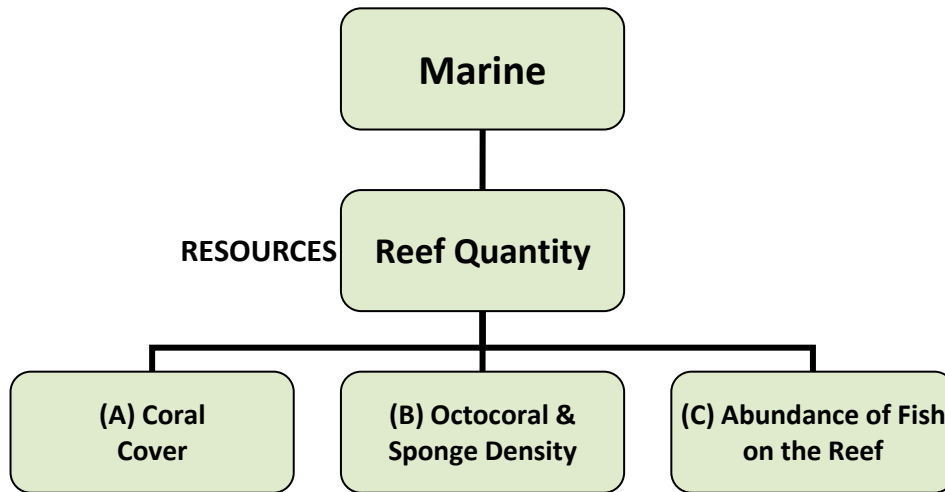 Marine
RESOURCES
Reef Quantity
(A) Coral
Cover
(B) Octocoral &
Sponge Density
(C) Abundance of Fish
on the Reef